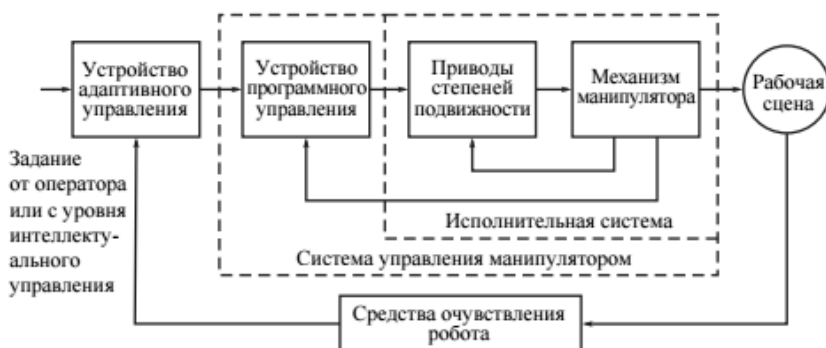 Устройство
адаптивного
управления
Устройство
программного
управления
Приводы
степеней
подвижности
Механизм
манипулятора
Рабочая
сцена
Задание
от оператора
или с уровня
интеллекту-
ального
управления
Исполнительная система
Система управления манипулятором
Средства очувствления
робота